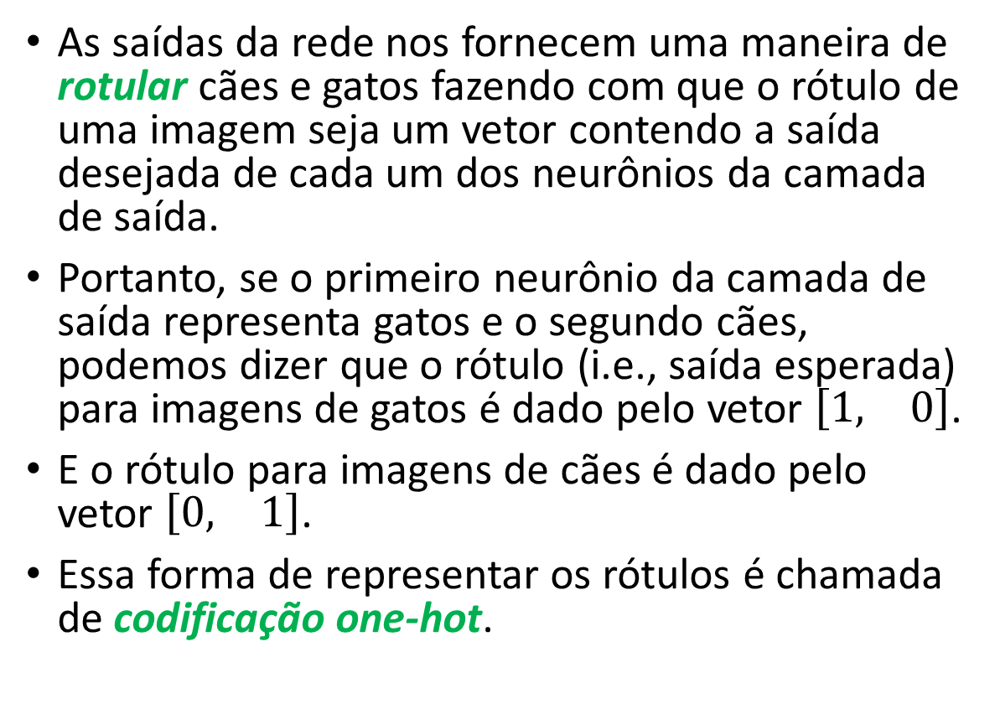 • As saídas da rede nos fornecem uma maneira de
rotular cães e gatos fazendo com que o rótulo de
uma imagem seja um vetor contendo a saída
desejada de cada um dos neurônios da camada
de saída.
• Portanto, se o primeiro neurônio da camada de
saída representa gatos e o segundo cães,
podemos dizer que o rótulo (i.e., saída esperada)
para imagens de gatos é dado pelo vetor [1, 0].
• E o rótulo para imagens de cães é dado pelo
vetor [0, 1].
• Essa forma de representar os rótulos é chamada
de codificação one-hot.